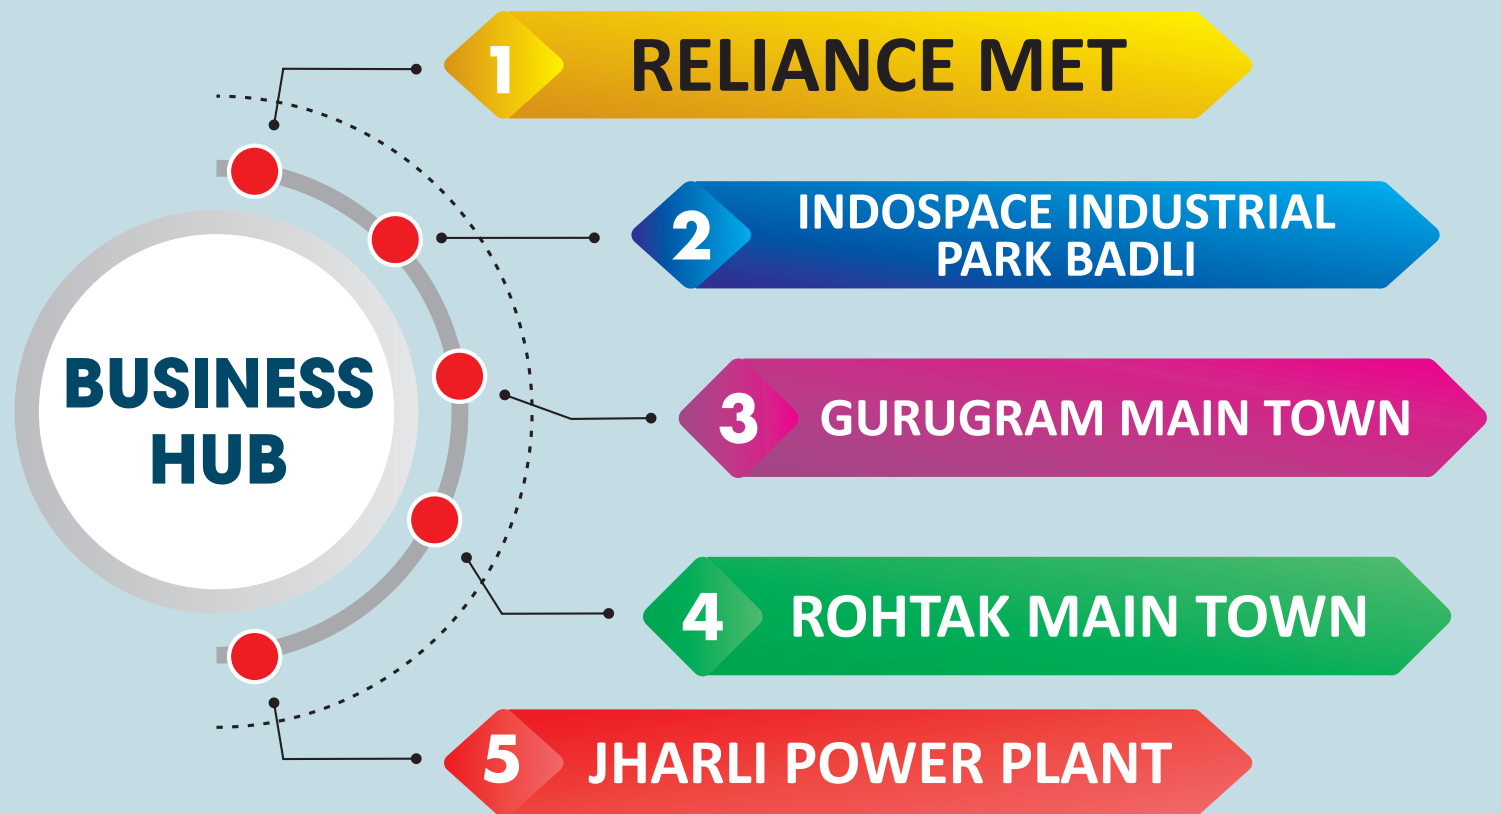 BUSINESS
HUB
1 RELIANCE MET
2 INDOSPACE INDUSTRIAL
PARK BADLI
3 GURUGRAM MAIN TOWN
4 ROHTAK MAIN TOWN
5 JHARLI POWER PLANT